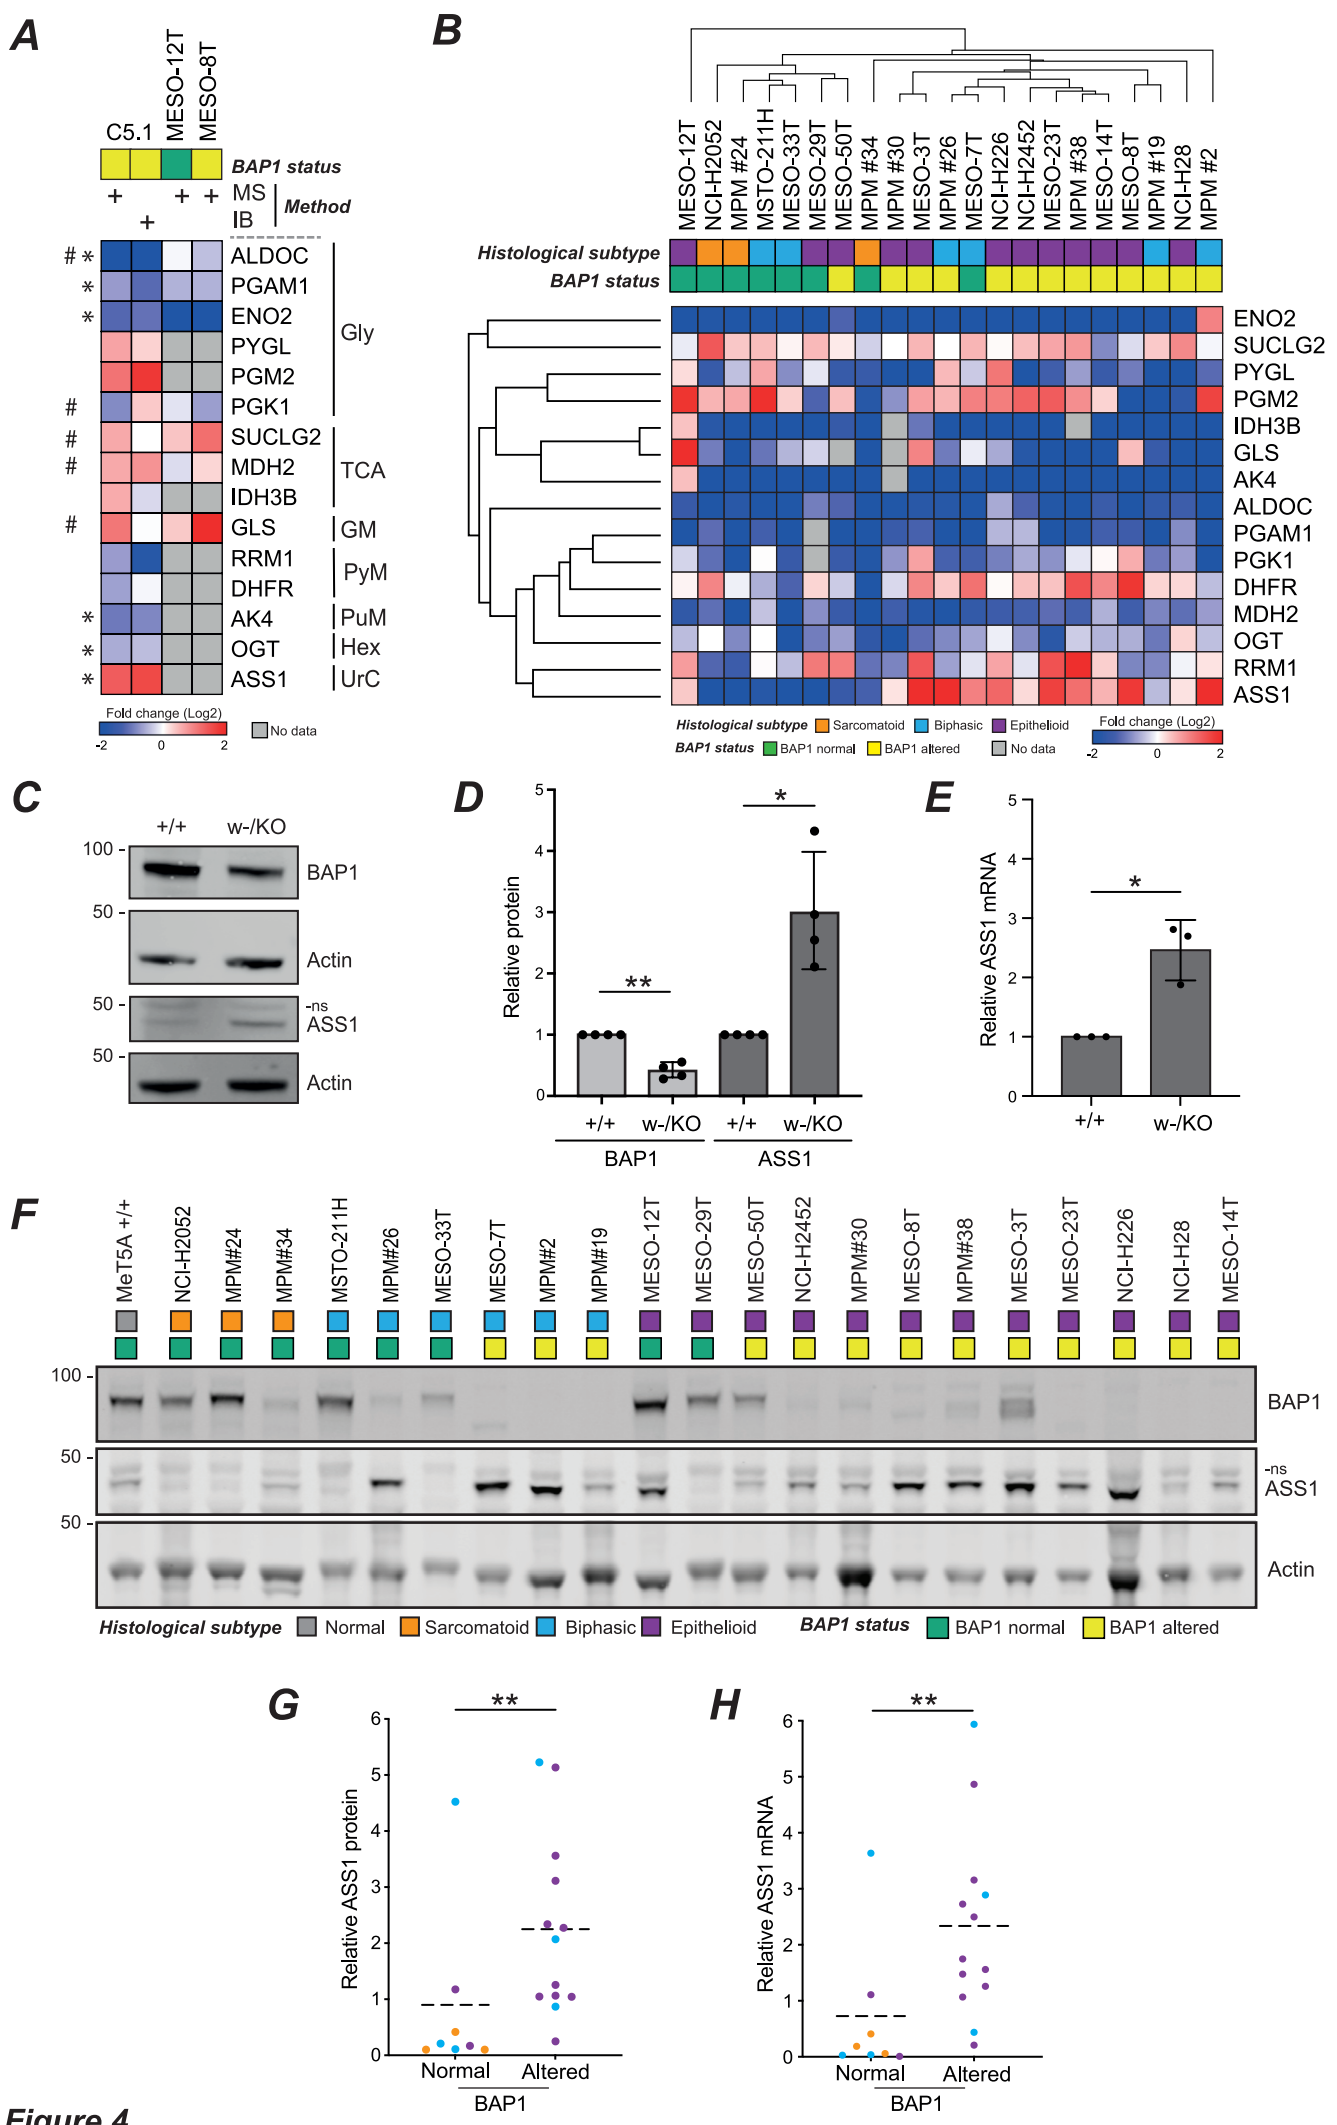 A
C5.1
MESO-12T
MESO-8T
BAP1 status
+ + + MS
+ IB
Method
# * ALDOC
* PGAM1
* ENO2
PYGL
PGM2
# PGK1
Gly
# SUCLG2
# MDH2
IDH3B
TCA
# GLS
GM
RRM1
DHFR
PyM
* AK4
PuM
* OGT
Hex
* ASS1
UrC
Fold change (Log2)
-2 0 2
No data
B
MESO-12T
NCI-H2052
MPM #24
MSTO-211H
MESO-33T
MESO-29T
MESO-50T
MPM #34
MPM #30
MESO-3T
MPM #26
MESO-7T
NCI-H226
NCI-H2452
MESO-23T
MPM #38
MESO-14T
MESO-8T
MPM #19
NCI-H28
MPM #2
Histological subtype
BAP1 status
ENO2
SUCLG2
PYGL
PGM2
IDH3B
GLS
AK4
ALDOC
PGAM1
PGK1
DHFR
MDH2
OGT
RRM1
ASS1
Histological subtype Sarcomatoid Biphasic Epithelioid
BAP1 status BAP1 normal BAP1 altered No data
Fold change (Log2)
-2 0 2
C
+/+ w-/KO
100 -
BAP1
50 -
Actin
50 -
-ns
ASS1
50 -
Actin
D
Relative protein
5
4
3
2
1
0
**
*
+/+ w-/KO +/+ w-/KO
BAP1 ASS1
E
Relative ASS1 mRNA
5
4
3
2
1
0
*
+/+ w-/KO
F
MeT5A +/+
NCI-H2052
MPM#24
MPM#34
MSTO-211H
MPM#26
MESO-33T
MESO-7T
MPM#2
MPM#19
MESO-12T
MESO-29T
MESO-50T
NCI-H2452
MPM#30
MESO-8T
MPM#38
MESO-3T
MESO-23T
NCI-H226
NCI-H28
MESO-14T
100 -
BAP1
50 -
-ns
ASS1
50 -
Actin
Histological subtype Normal Sarcomatoid Biphasic Epithelioid BAP1 status BAP1 normal BAP1 altered
G
Relative ASS1 protein
6
5
4
3
2
1
0
**
Normal Altered
BAP1
H
Relative ASS1 mRNA
6
5
4
3
2
1
0
**
Normal Altered
BAP1
Figure 4